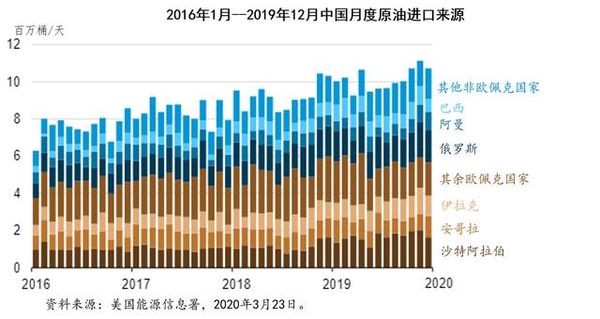 2016年1月--2019年12月中国月度原油进口来源
百万桶/天
12
10
8
6
4
2
0
其他非欧佩克国家
巴西
阿曼
俄罗斯
其余欧佩克国家
伊拉克
安哥拉
沙特阿拉伯
2016
2017
2018
2019
2020
资料来源：美国能源信息署，2020年3月23日。